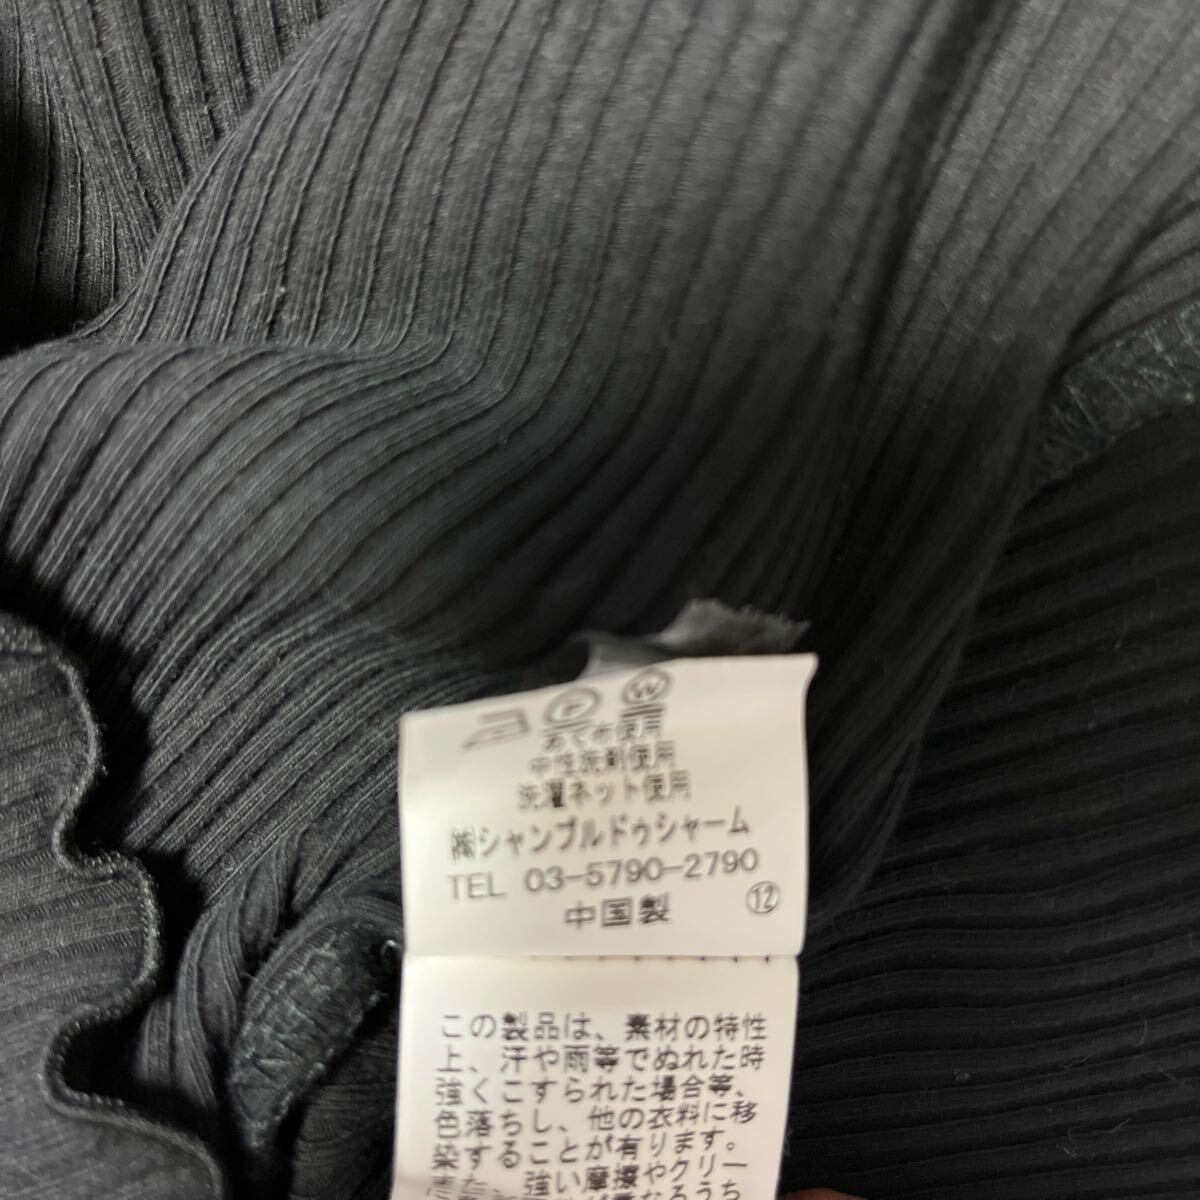 P W
あて布使用
中性洗剤使用
洗濯ネット使用
㈱シャンブルドゥシャーム
TEL 03-5790-2790
中国製 ⑫
この製品は、素材の特性
上、汗や雨等でぬれた時
強くこすられた場合等、
色落ちし、他の衣料に移
染することが有ります。
また、強い摩擦やクリー